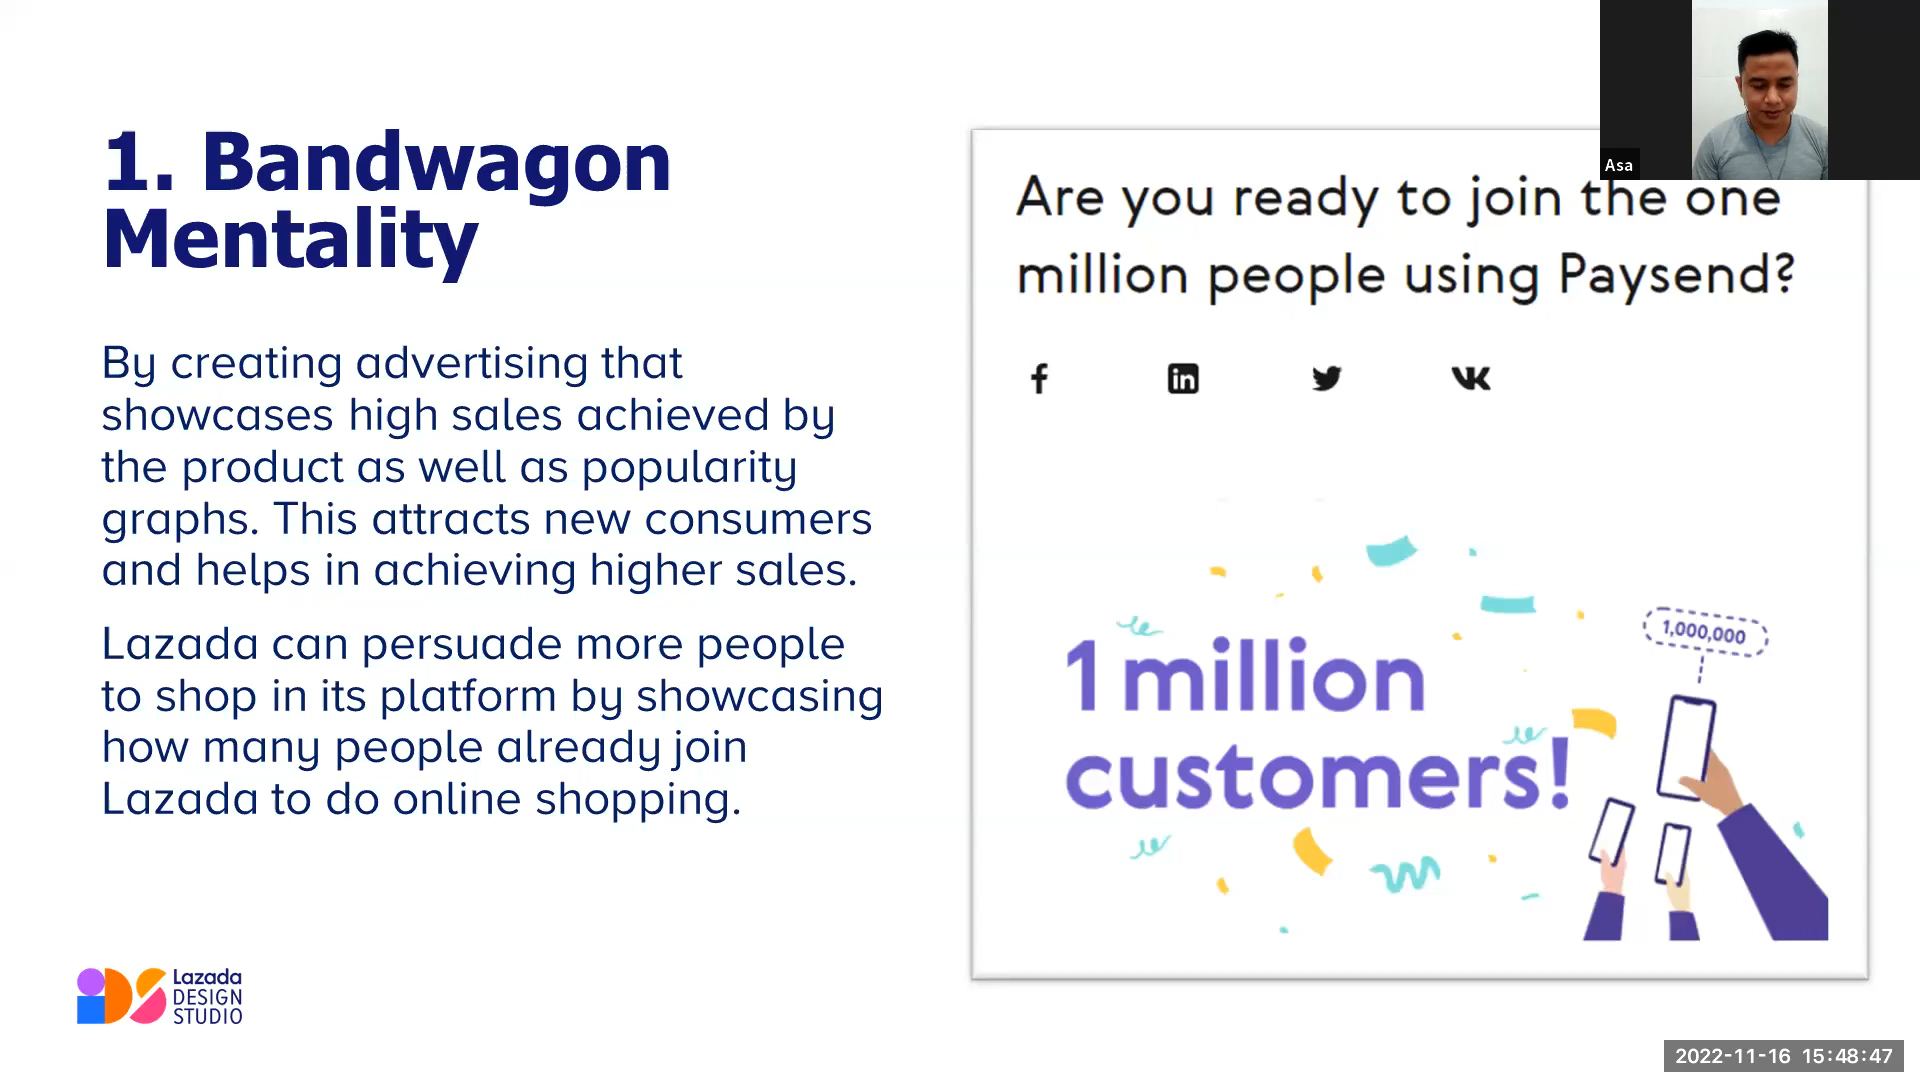 1. Bandwagon
Mentality
By creating advertising that
showcases high sales achieved by
the product as well as popularity
graphs. This attracts new consumers
and helps in achieving higher sales.
Lazada can persuade more people
to shop in its platform by showcasing
how many people already join
Lazada to do online shopping.
Lazada
DESIGN
STUDIO
Are you ready to join the one
million people using Paysend?
1,000,000
1 million
customers!
Asa
2022-11-16 15:48:47